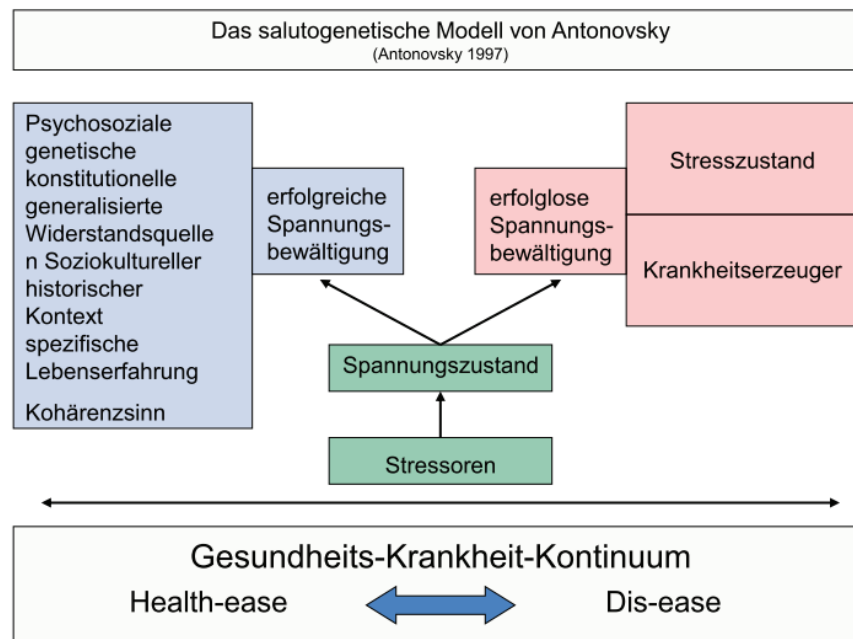 Das salutogenetische Modell von Antonovsky
(Antonovsky 1997)
Psychosoziale
genetische
konstitutionelle
generalisierte
Widerstandsquelle
n Soziokultureller
historischer
Kontext
spezifische
Lebenserfahrung
Kohärenzsinn
erfolgreiche
Spannungs-
bewältigung
erfolglose
Spannungs-
bewältigung
Stresszustand
Krankheitserzeuger
Spannungszustand
Stressoren
Gesundheits-Krankheit-Kontinuum
Health-ease
Dis-ease